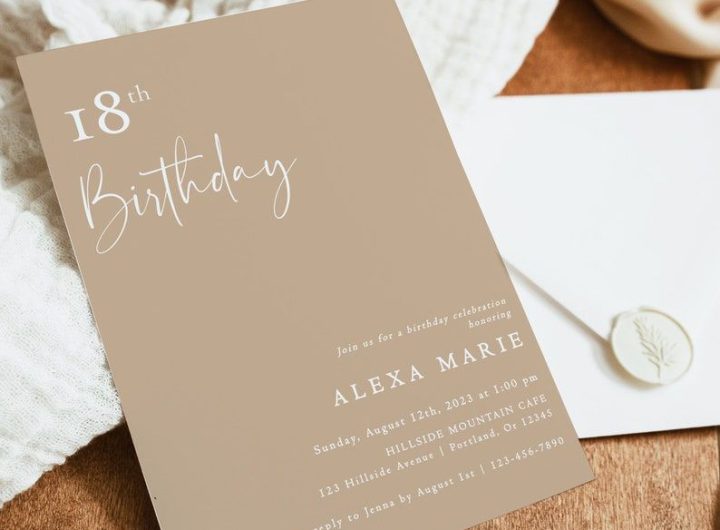 18th
Birthday
Join us for a birthday celebration
honoring
ALEXA MARIE
Sunday, August 12th, 2023 at 1:00 pm
HILLSIDE MOUNTAIN CAFE
123 Hillside Avenue | Portland, Or 12345
reply to Jenna by August 1st | 123-456-7890